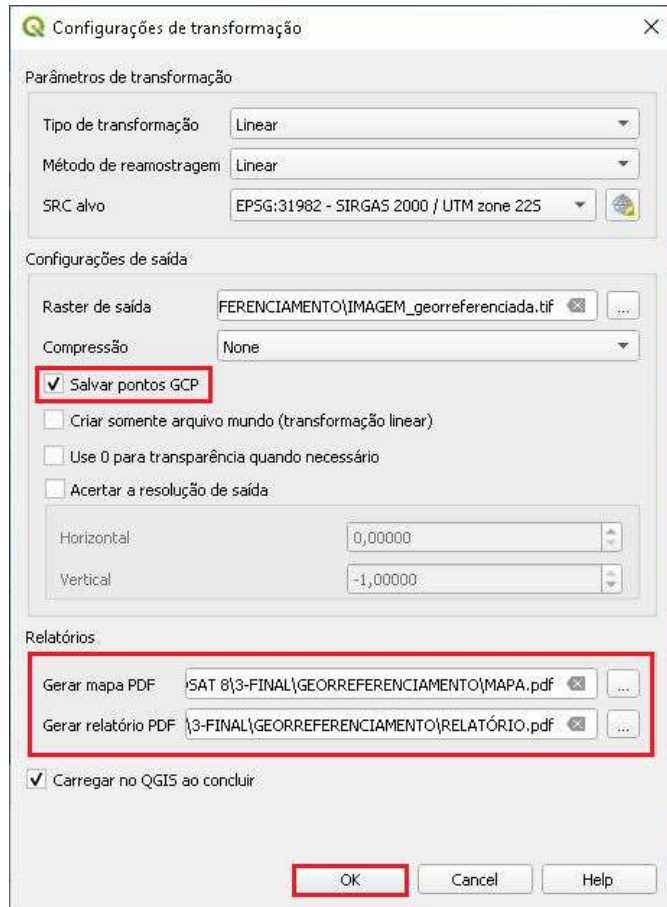 Configurações de transformação
Parâmetros de transformação
Tipo de transformação Linear
Método de reamostragem Linear
SRC alvo EPSG:31982 - SIRGAS 2000 / UTM zone 22S
Configurações de saída
Raster de saída FERENCIAMENTO\IMAGEM_georreferenciada.tif ...
Compressão None
Salvar pontos GCP
Criar somente arquivo mundo (transformação linear)
Use 0 para transparência quando necessário
Acertar a resolução de saída
Horizontal 0,00000
Vertical -1,00000
Relatórios
Gerar mapa PDF SAT 8\3-FINAL\GEORREFERENCIAMENTO\MAPA.pdf ...
Gerar relatório PDF \3-FINAL\GEORREFERENCIAMENTO\RELATÓRIO.pdf ...
Carregar no QGIS ao concluir
OK Cancel Help